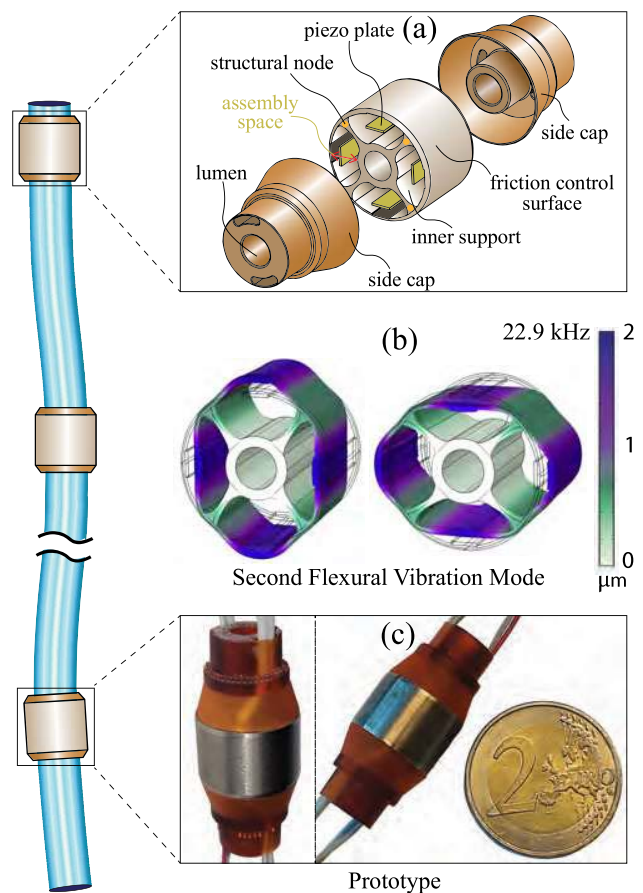 (a)
piezo plate
structural node
assembly
space
lumen
side cap
friction control
surface
inner support
side cap
(b)
22.9 kHz
2
1
0
μm
Second Flexural Vibration Mode
(c)
2
Prototype